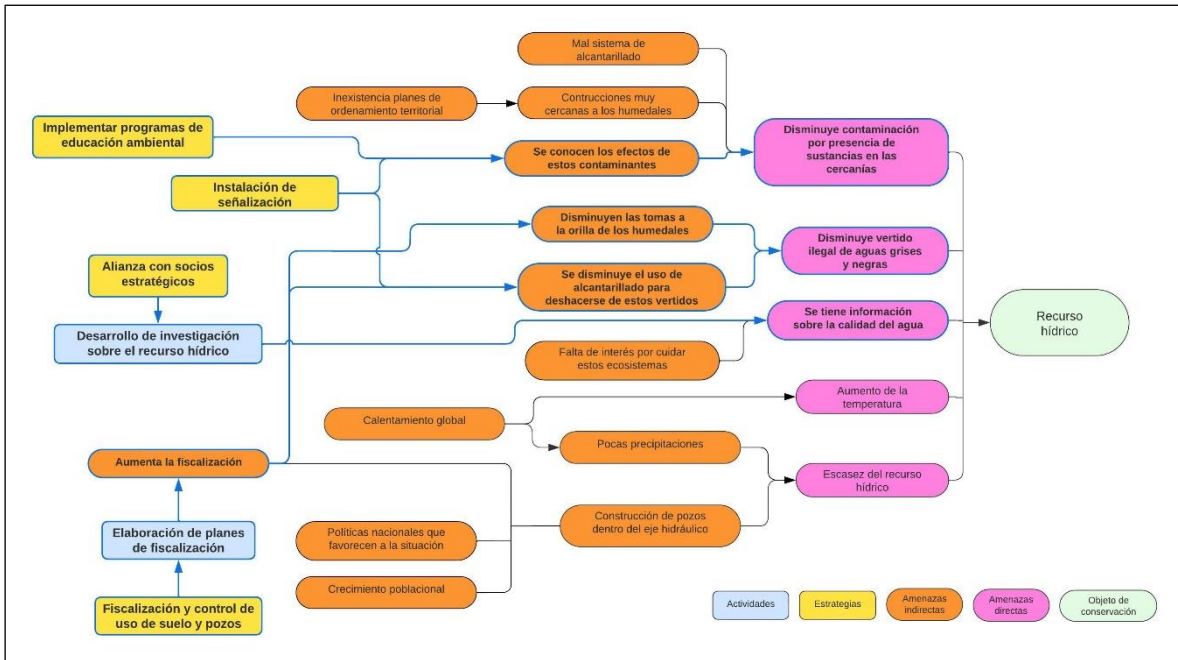 Mal sistema de
alcantarillado
Inexistencia planes de
ordenamiento territorial
Contrucciones muy
cercanas a los humedales
Implementar programas de
educación ambiental
Se conocen los efectos de
estos contaminantes
Disminuye contaminación
por presencia de
sustancias en las
cercanías
Instalación de
señalización
Disminuyen las tomas a
la orilla de los humedales
Disminuye vertido
ilegal de aguas grises
y negras
Alianza con socios
estratégicos
Se disminuye el uso de
alcantarillado para
deshacerse de estos vertidos
Desarrollo de investigación
sobre el recurso hídrico
Se tiene información
sobre la calidad del agua
Recurso
hídrico
Falta de interés por cuidar
estos ecosistemas
Calentamiento global
Aumento de la
temperatura
Pocas precipitaciones
Aumenta la fiscalización
Escasez del recurso
hídrico
Elaboración de planes
de fiscalización
Políticas nacionales que
favorecen a la situación
Construcción de pozos
dentro del eje hidráulico
Crecimiento poblacional
Fiscalización y control de
uso de suelo y pozos
Actividades
Estrategias
Amenazas
indirectas
Amenazas
directas
Objeto de
conservación